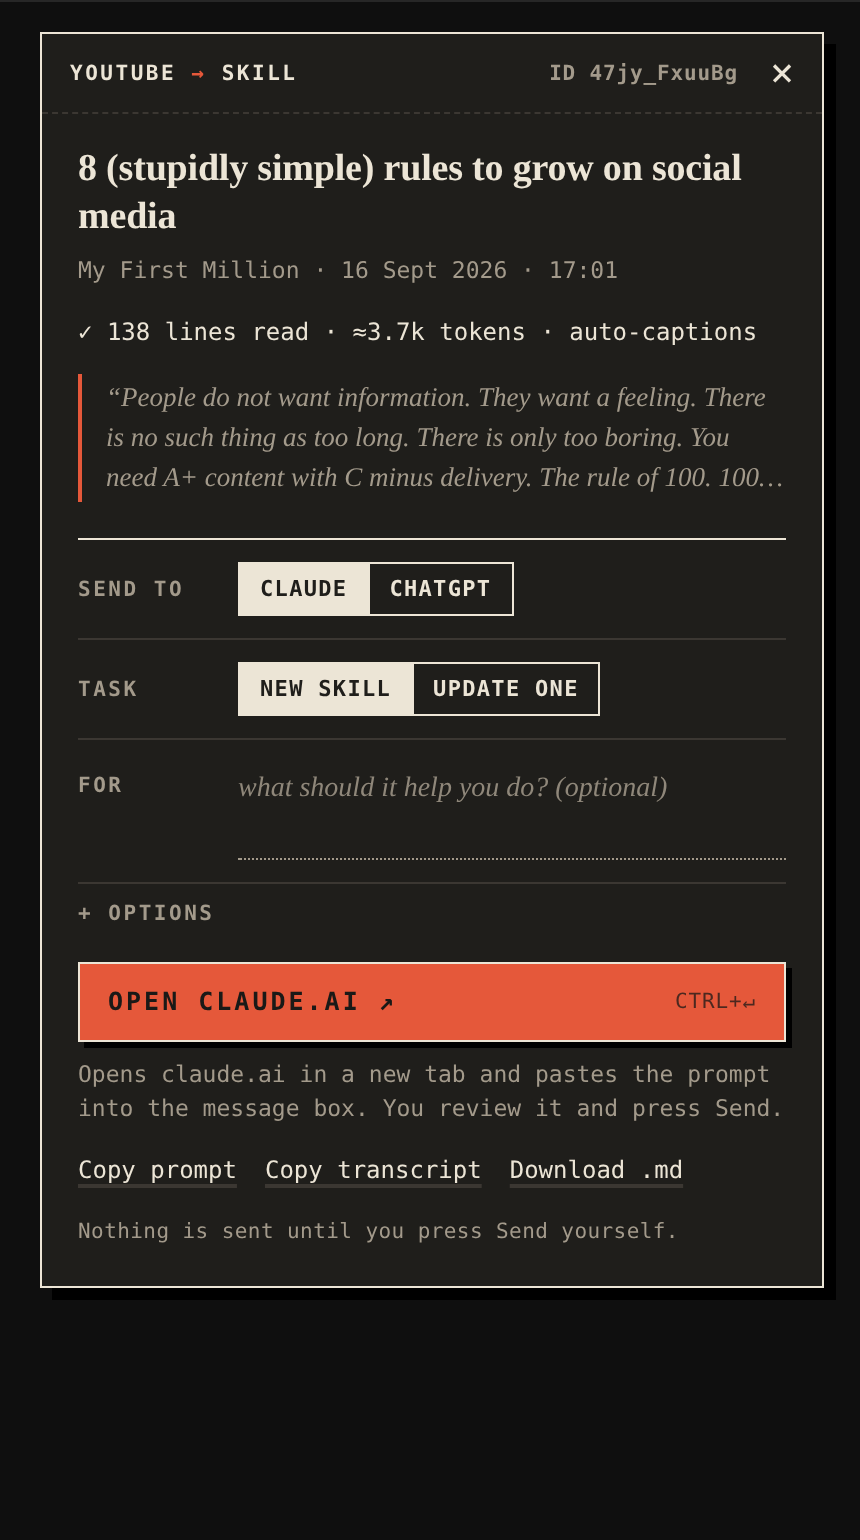 YOUTUBE → SKILL
ID 47jy_FxuuBg ✕
8 (stupidly simple) rules to grow on social
media
My First Million · 16 Sept 2026 · 17:01
✓ 138 lines read · ≈3.7k tokens · auto-captions
“People do not want information. They want a feeling. There
is no such thing as too long. There is only too boring. You
need A+ content with C minus delivery. The rule of 100. 100…
SEND TO
CLAUDE CHATGPT
TASK
NEW SKILL UPDATE ONE
FOR
what should it help you do? (optional)
+ OPTIONS
OPEN CLAUDE.AI ↗ CTRL+↵
Opens claude.ai in a new tab and pastes the prompt
into the message box. You review it and press Send.
Copy prompt Copy transcript Download .md
Nothing is sent until you press Send yourself.